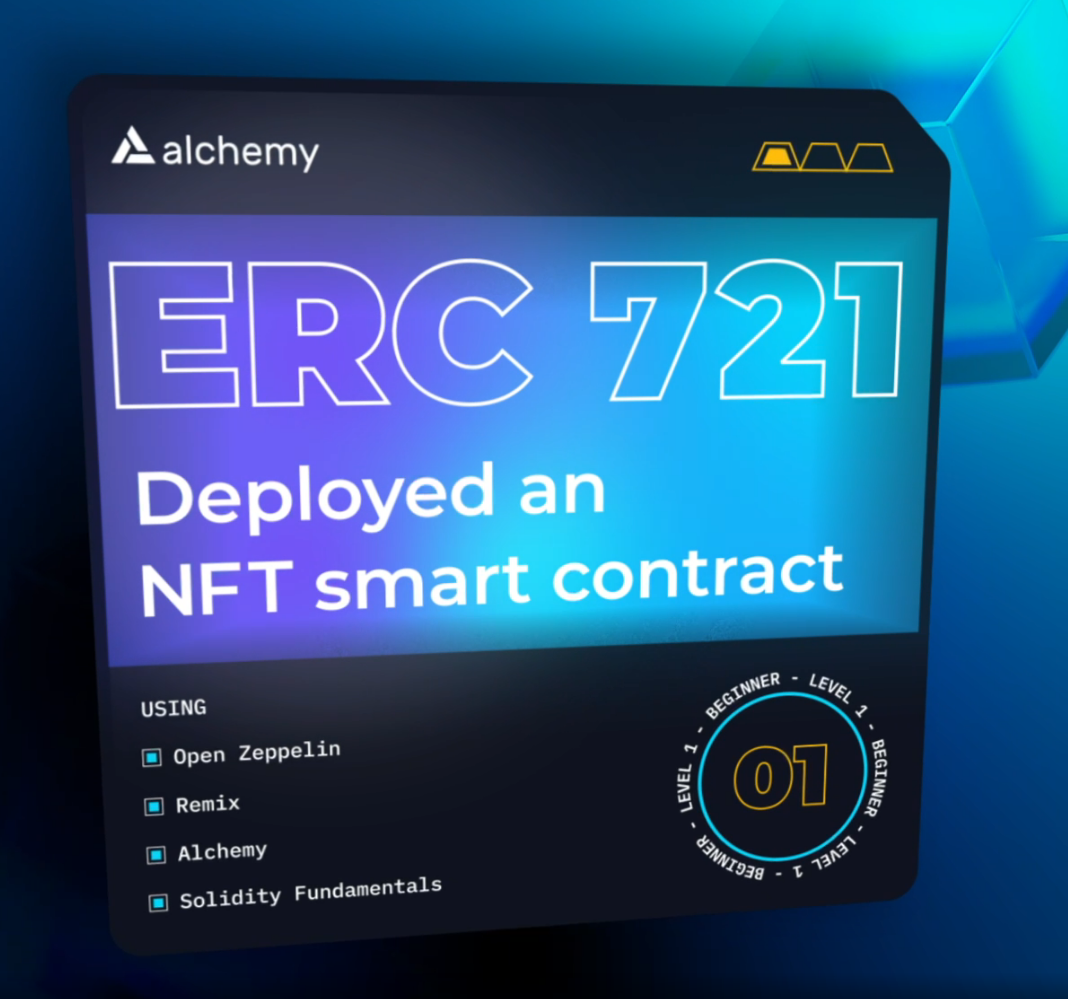 alchemy
ERC 721
Deployed an
NFT smart contract
USING
Open Zeppelin
Remix
Alchemy
Solidity Fundamentals
BEGINNER - LEVEL 1 - BEGINNER - LEVEL 1 - BEGINNER - LEVEL 1 -
01